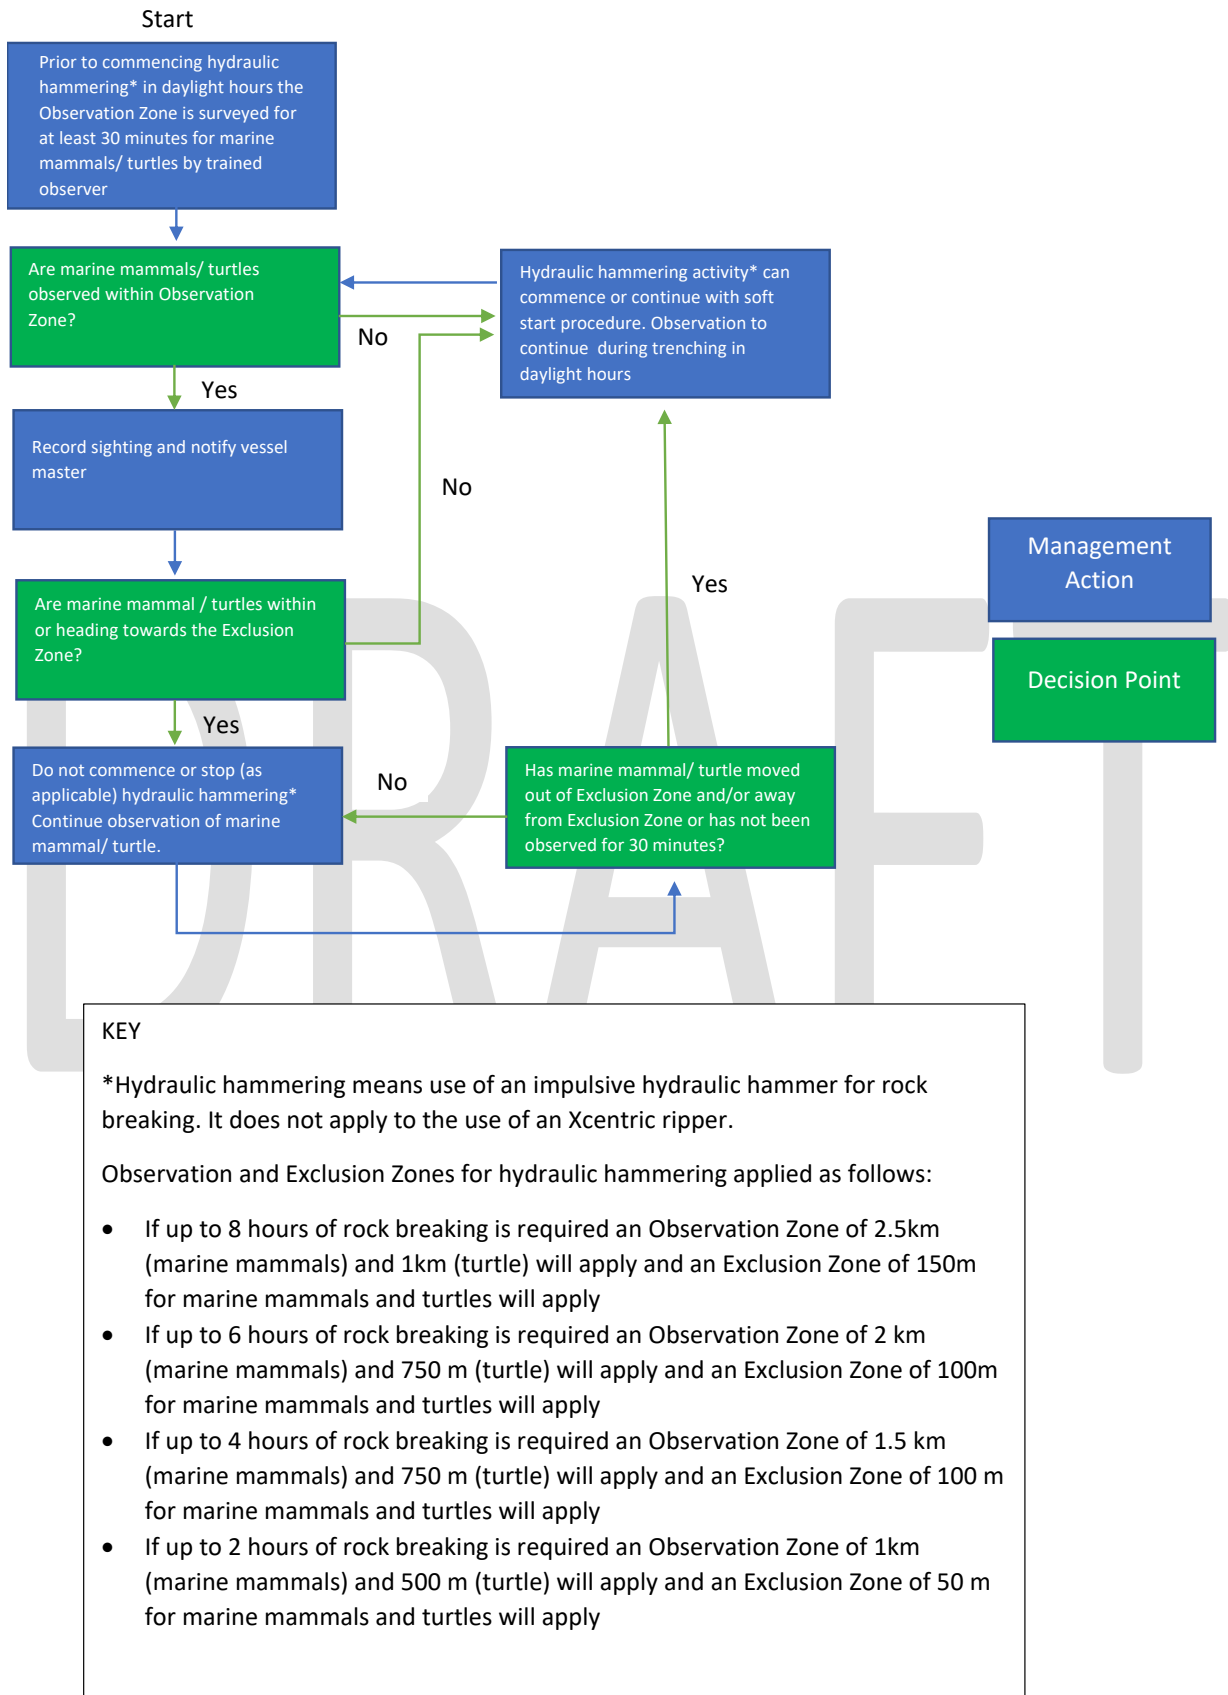 Start
Prior to commencing hydraulic
hammering* in daylight hours the
Observation Zone is surveyed for
at least 30 minutes for marine
mammals/ turtles by trained
observer
Are marine mammals/ turtles
observed within Observation
Zone?
No
Hydraulic hammering activity* can
commence or continue with soft
start procedure. Observation to
continue during trenching in
daylight hours
Yes
Record sighting and notify vessel
master
No
Are marine mammal / turtles within
or heading towards the Exclusion
Zone?
Yes
Management
Action
Decision Point
Yes
Do not commence or stop (as
applicable) hydraulic hammering*
Continue observation of marine
mammal/ turtle.
No
Has marine mammal/ turtle moved
out of Exclusion Zone and/or away
from Exclusion Zone or has not been
observed for 30 minutes?
DRAFT
KEY
*Hydraulic hammering means use of an impulsive hydraulic hammer for rock
breaking. It does not apply to the use of an Xcentric ripper.
Observation and Exclusion Zones for hydraulic hammering applied as follows:
• If up to 8 hours of rock breaking is required an Observation Zone of 2.5km
(marine mammals) and 1km (turtle) will apply and an Exclusion Zone of 150m
for marine mammals and turtles will apply
• If up to 6 hours of rock breaking is required an Observation Zone of 2 km
(marine mammals) and 750 m (turtle) will apply and an Exclusion Zone of 100m
for marine mammals and turtles will apply
• If up to 4 hours of rock breaking is required an Observation Zone of 1.5 km
(marine mammals) and 750 m (turtle) will apply and an Exclusion Zone of 100 m
for marine mammals and turtles will apply
• If up to 2 hours of rock breaking is required an Observation Zone of 1km
(marine mammals) and 500 m (turtle) will apply and an Exclusion Zone of 50 m
for marine mammals and turtles will apply